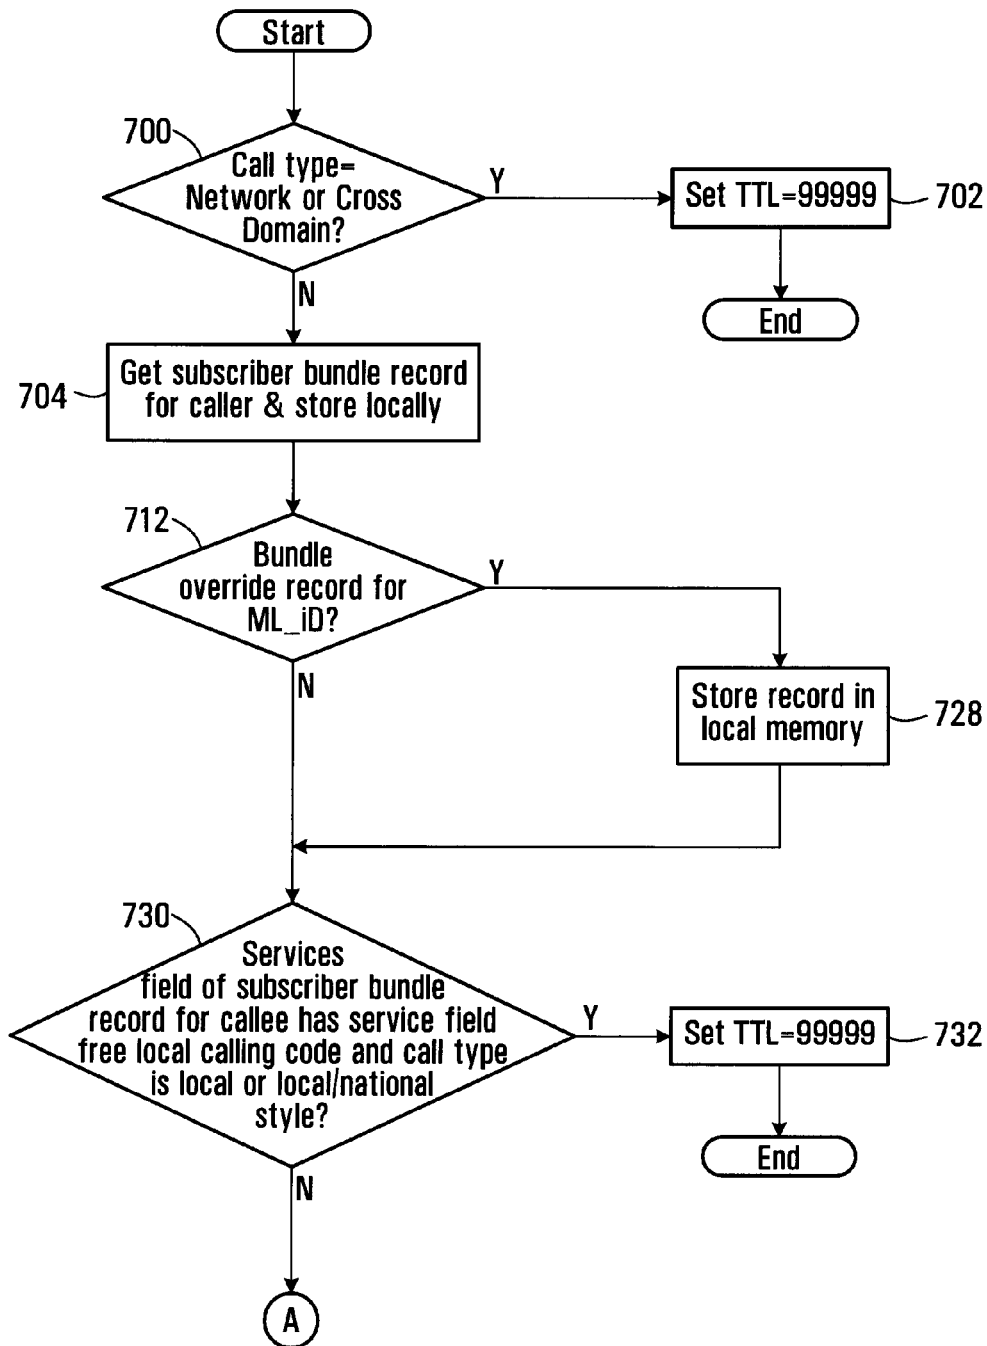 Start
700
Call type=
Network or Cross
Domain?
Y
Set TTL=99999
702
End
N
704
Get subscriber bundle record
for caller & store locally
712
Bundle
override record for
ML_iD?
Y
N
Store record in
local memory
728
730
Services
field of subscriber bundle
record for callee has service field
free local calling code and call type
is local or local/national
style?
Y
Set TTL=99999
732
End
N
A